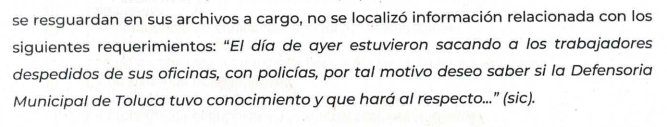 se resguardan en sus archivos a cargo, no se localizó información relacionada con los
siguientes requerimientos: "El día de ayer estuvieron sacando a los trabajadores
despedidos de sus oficinas, con policías, por tal motivo deseo saber si la Defensoria
Municipal de Toluca tuvo conocimiento y que hará al respecto..." (sic).